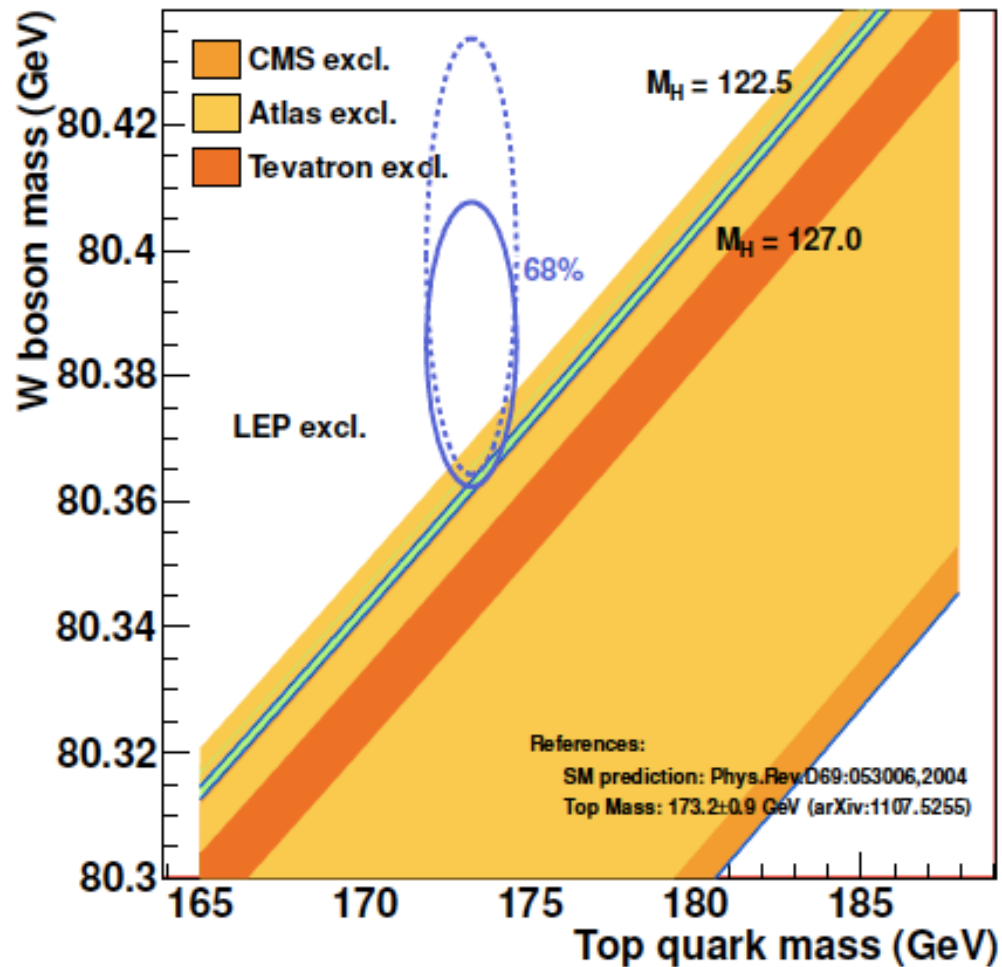 W boson mass (GeV)
CMS excl.
Atlas excl.
Tevatron excl.
M_H = 122.5
M_H = 127.0
68%
LEP excl.
80.42
80.4
80.38
80.36
80.34
80.32
80.3
References:
SM prediction: Phys.Rev.D69:053006,2004
Top Mass: 173.2±0.9 GeV (arXiv:1107.5255)
165 170 175 180 185
Top quark mass (GeV)